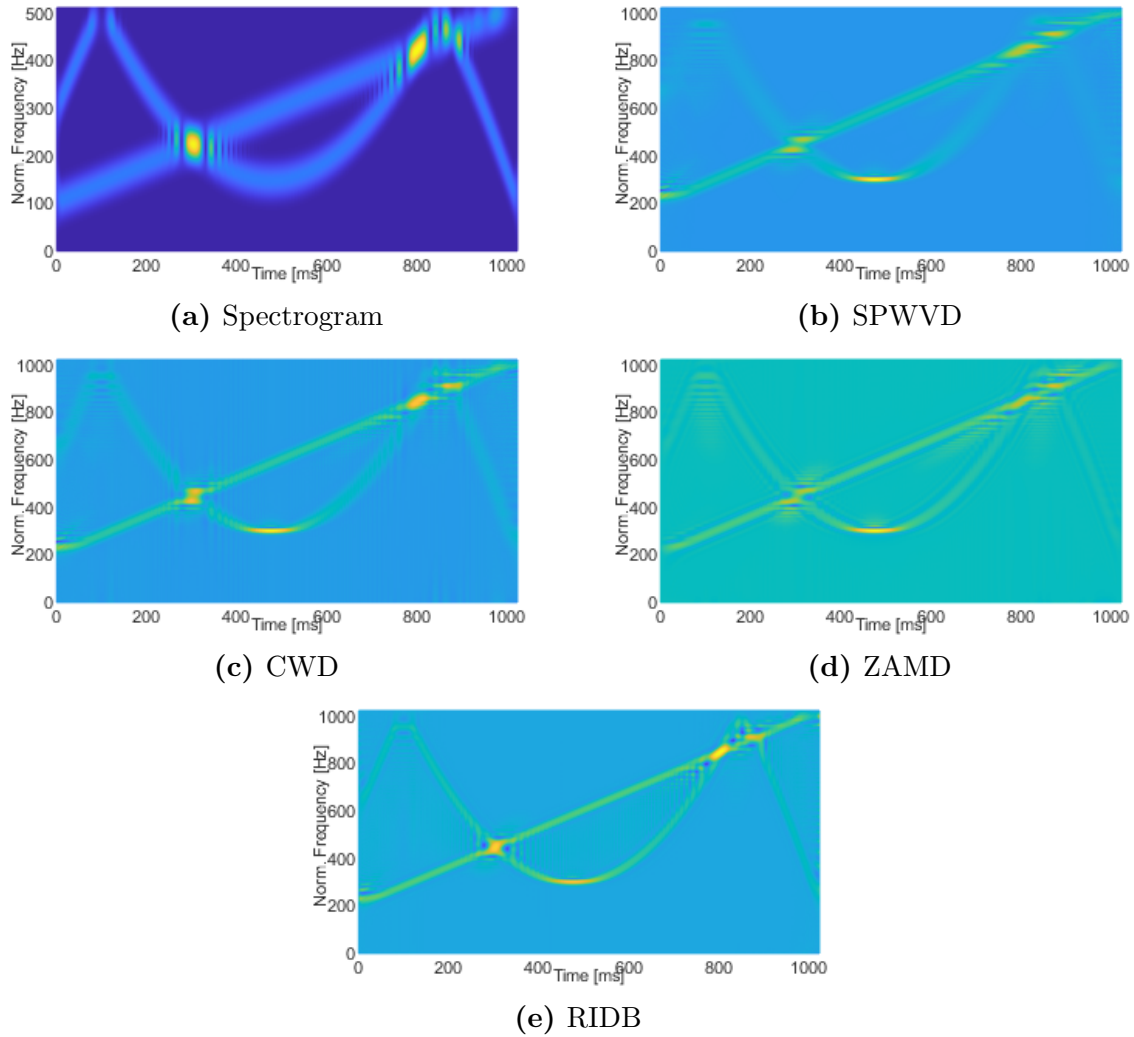 500
400
300
200
100
0
Norm. Frequency [Hz]
0 200 400 600 800 1000
Time [ms]
(a) Spectrogram
1000
800
600
400
200
0
Norm. Frequency [Hz]
0 200 400 600 800 1000
Time [ms]
(b) SPWVD
1000
800
600
400
200
0
Norm. Frequency [Hz]
0 200 400 600 800 1000
Time [ms]
(c) CWD
1000
800
600
400
200
0
Norm. Frequency [Hz]
0 200 400 600 800 1000
Time [ms]
(d) ZAMD
1000
800
600
400
200
0
Norm. Frequency [Hz]
0 200 400 600 800 1000
Time [ms]
(e) RIDB